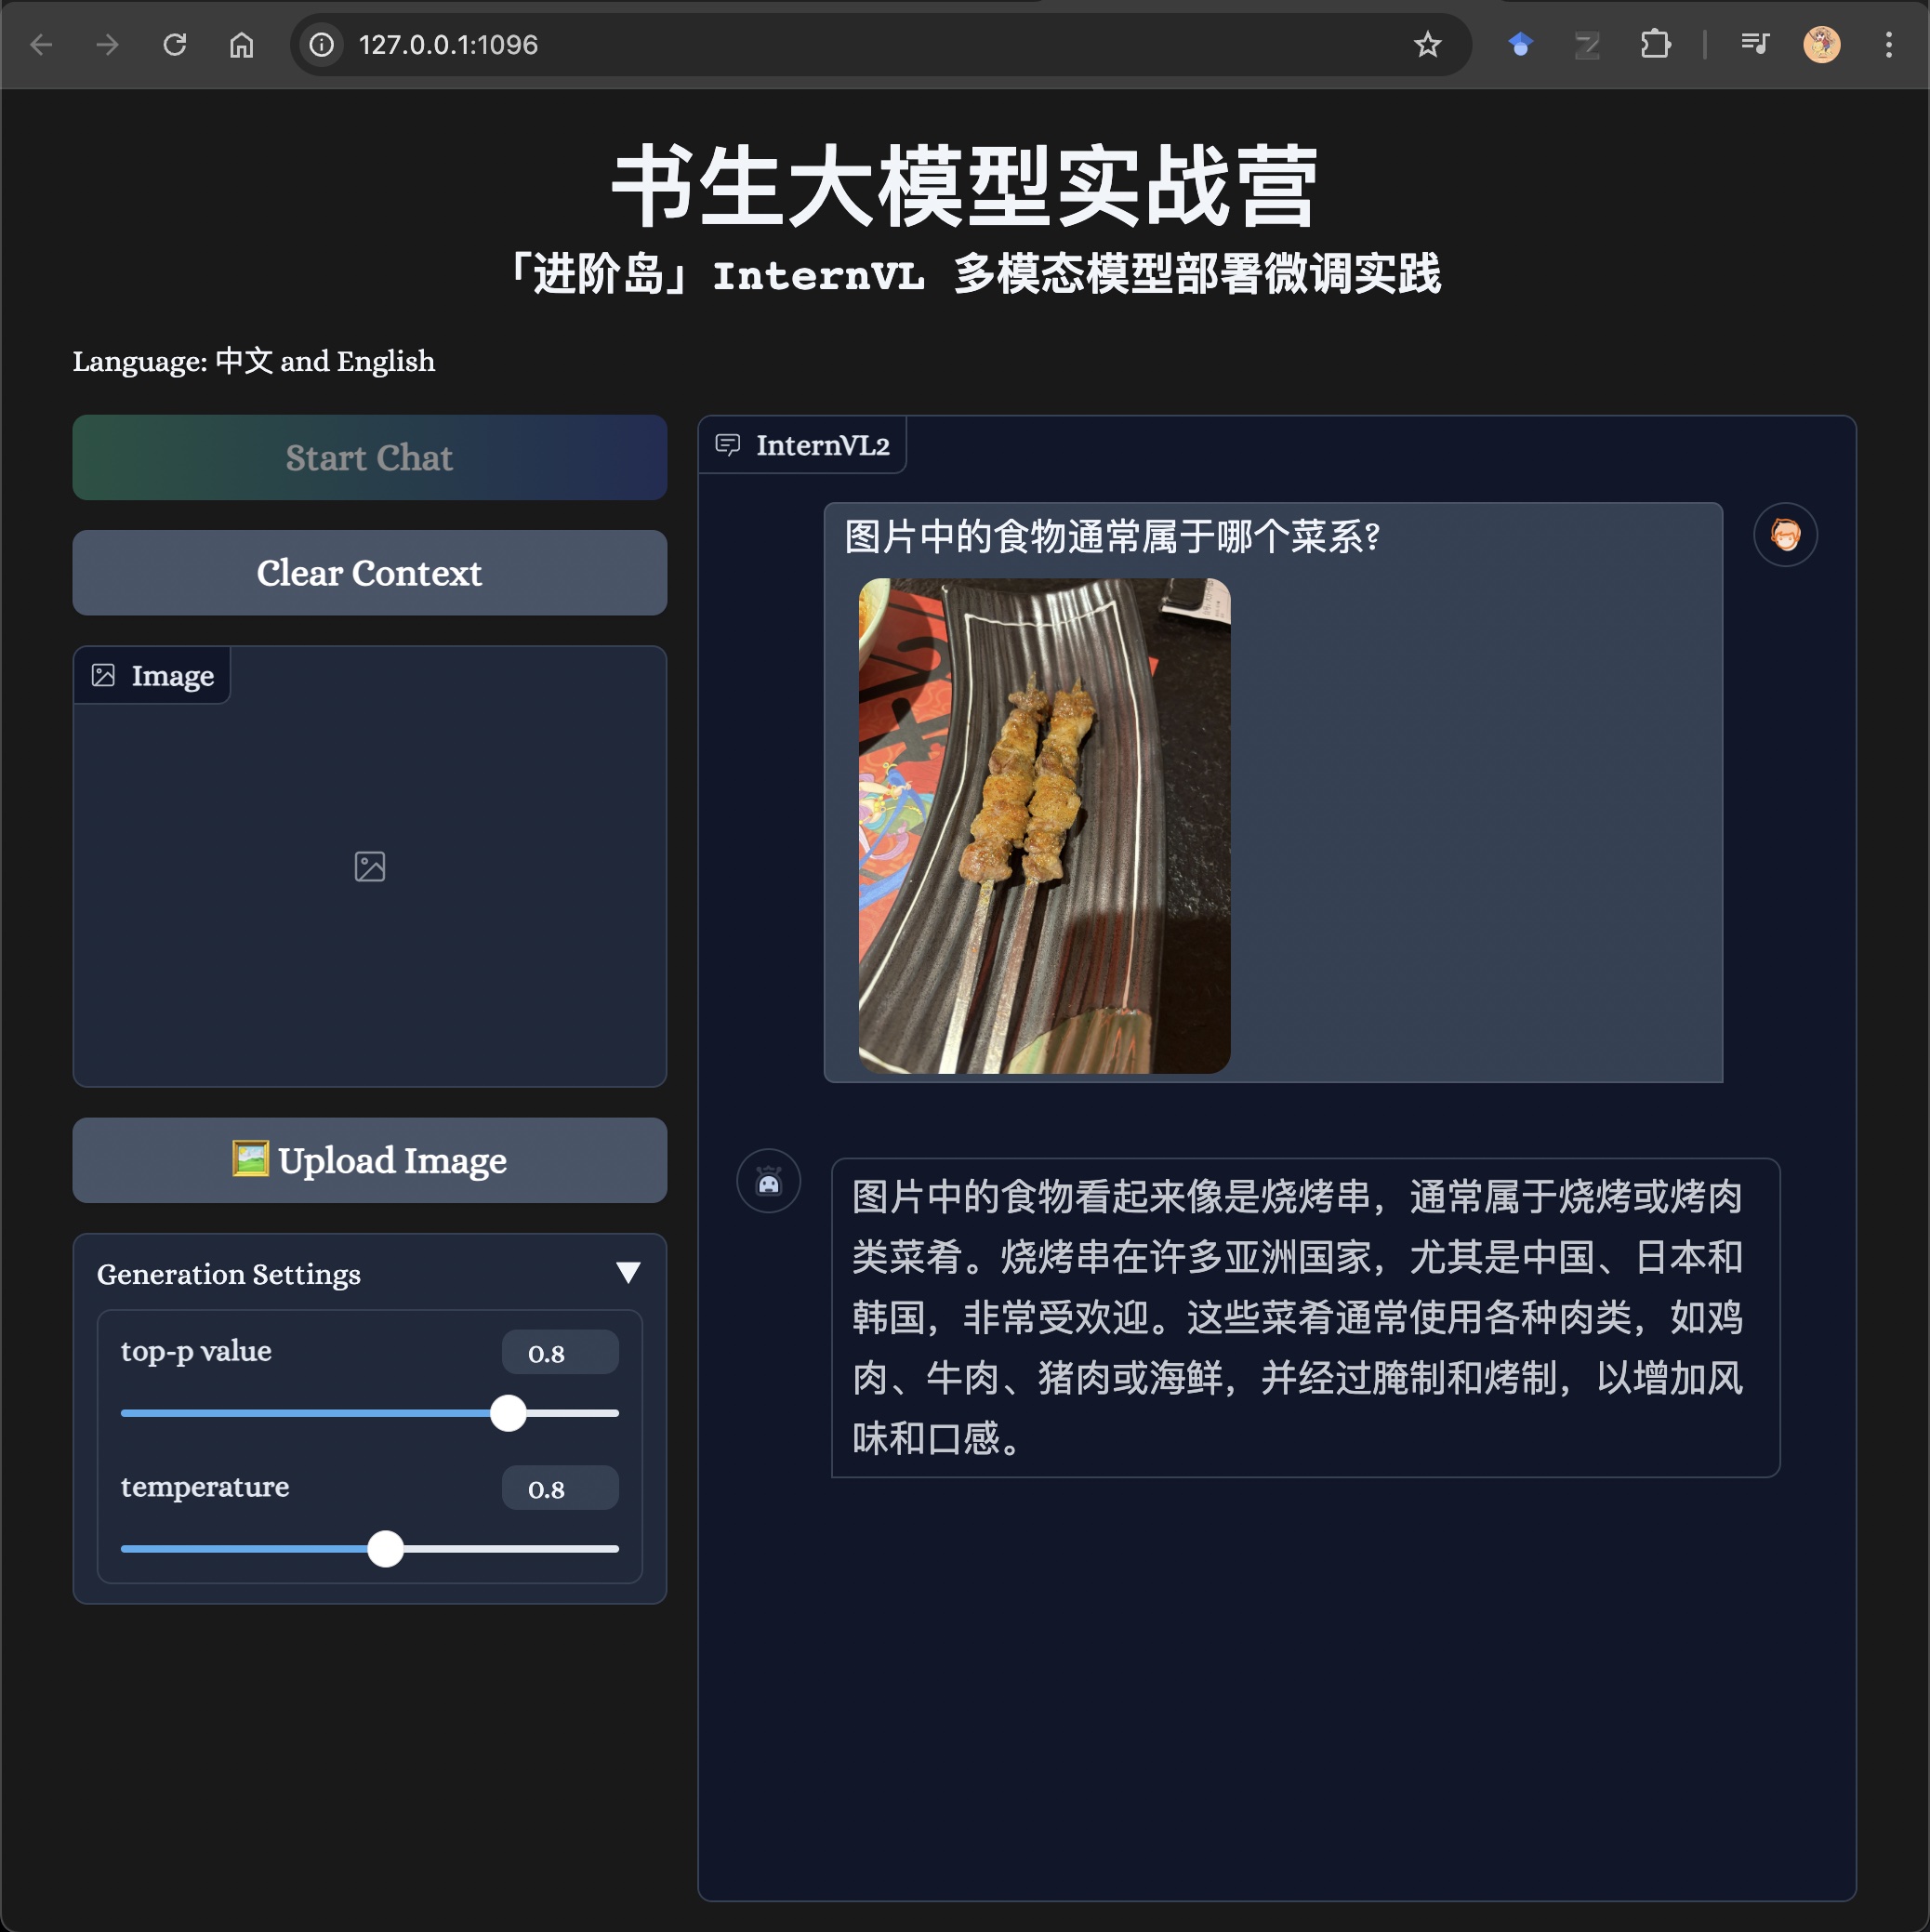 127.0.0.1:1096
书生大模型实战营
「进阶岛」InternVL 多模态模型部署微调实践
Language: 中文 and English
Start Chat
Clear Context
Image
Upload Image
Generation Settings ▼
top-p value 0.8
temperature 0.8
InternVL2
图片中的食物通常属于哪个菜系?
图片中的食物看起来像是烧烤串，通常属于烧烤或烤肉
类菜肴。烧烤串在许多亚洲国家，尤其是中国、日本和
韩国，非常受欢迎。这些菜肴通常使用各种肉类，如鸡
肉、牛肉、猪肉或海鲜，并经过腌制和烤制，以增加风
味和口感。